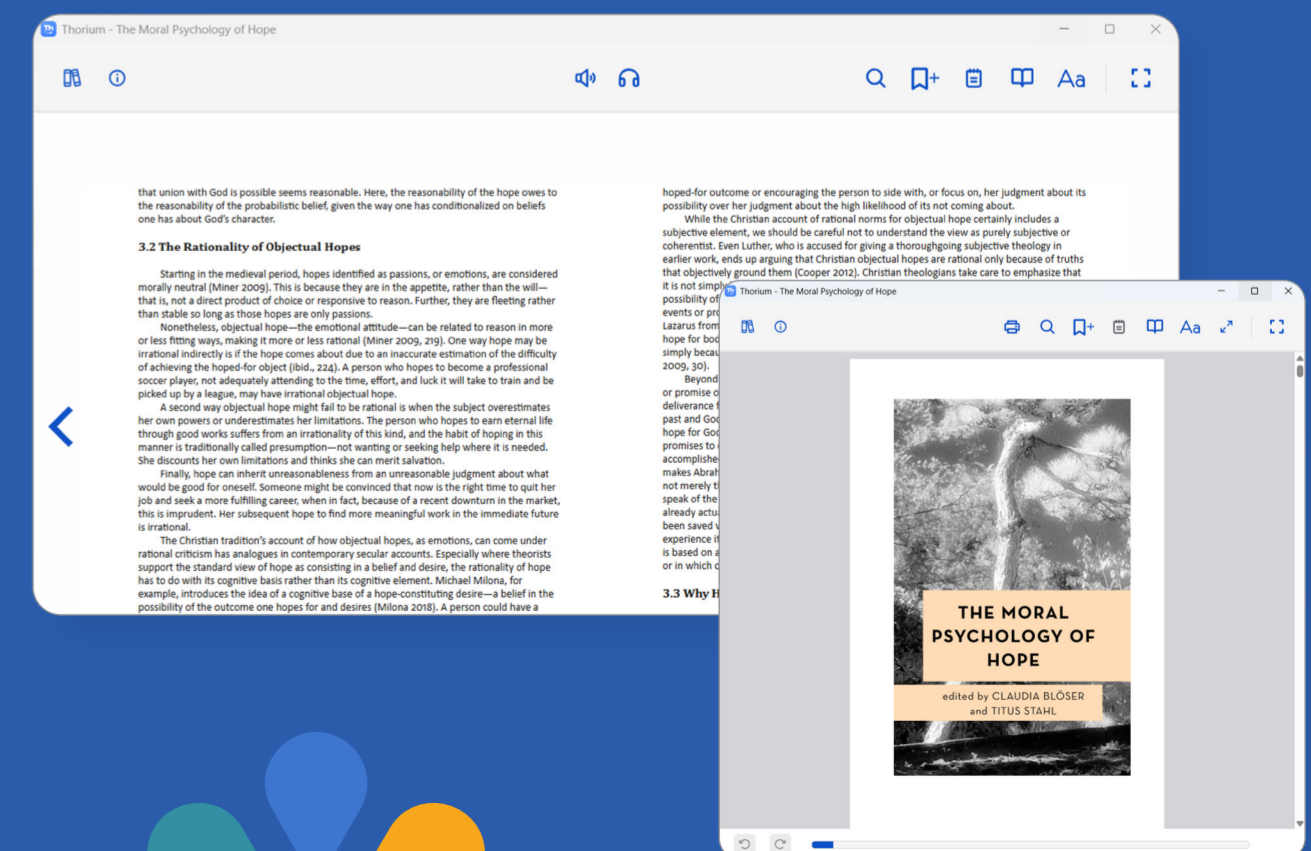 Thorium - The Moral Psychology of Hope
Aa
that union with God is possible seems reasonable. Here, the reasonability of the hope owes to
the reasonability of the probabilistic belief, given the way one has conditionalized on beliefs
one has about God's character.
3.2 The Rationality of Objectual Hopes
Starting in the medieval period, hopes identified as passions, or emotions, are considered
morally neutral (Miner 2009). This is because they are in the appetite, rather than the will—
that is, not a direct product of choice or responsive to reason. Further, they are fleeting rather
than stable so long as those hopes are only passions.
Nonetheless, objectual hope—the emotional attitude—can be related to reason in more
or less fitting ways, making it more or less rational (Miner 2009, 219). One way hope may be
irrational indirectly is if the hope comes about due to an inaccurate estimation of the difficulty
of achieving the hoped-for object (ibid., 224). A person who hopes to become a professional
soccer player, not adequately attending to the time, effort, and luck it will take to train and be
picked up by a league, may have irrational objectual hope.
A second way objectual hope might fail to be rational is when the subject overestimates
her own powers or underestimates her limitations. The person who hopes to earn eternal life
through good works suffers from an irrationality of this kind, and the habit of hoping in this
manner is traditionally called presumption—not wanting or seeking help where it is needed.
She discounts her own limitations and thinks she can merit salvation.
Finally, hope can inherit unreasonableness from an unreasonable judgment about what
would be good for oneself. Someone might be convinced that now is the right time to quit her
job and seek a more fulfilling career, when in fact, because of a recent downturn in the market,
this is imprudent. Her subsequent hope to find more meaningful work in the immediate future
is irrational.
The Christian tradition's account of how objectual hopes, as emotions, can come under
rational criticism has analogues in contemporary secular accounts. Especially where theorists
support the standard view of hope as consisting in a belief and desire, the rationality of hope
has to do with its cognitive basis rather than its cognitive element. Michael Milona, for
example, introduces the idea of a cognitive base of a hope-constituting desire—a belief in the
possibility of the outcome one hopes for and desires (Milona 2018). A person could have a
hoped-for outcome or encouraging the person to side with, or focus on, her judgment about its
possibility over her judgment about the high likelihood of its not coming about.
While the Christian account of rational norms for objectual hope certainly includes a
subjective element, we should be careful not to understand the view as purely subjective or
coherentist. Even Luther, who is accused for giving a thoroughgoing subjective theology in
earlier work, ends up arguing that Christian objectual hopes are rational only because of truths
that objectively ground them (Cooper 2012). Christian theologians take care to emphasize that
it is not simply
possibility of
events or pro
Lazarus from
hope for bod
simply becau
2009, 30).
Beyond
or promise o
deliverance f
past and God
hope for God
promises to
accomplishe
makes Abrah
not merely t
speak of the
already actu
been saved
experience i
is based on a
or in which c
3.3 Why H
Thorium - The Moral Psychology of Hope
Aa
THE MORAL
PSYCHOLOGY OF
HOPE
edited by CLAUDIA BLÖSER
and TITUS STAHL